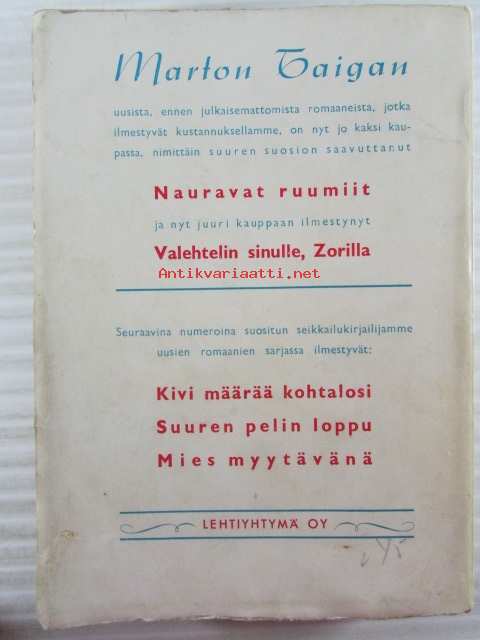 Marton Taigan
uusista, ennen julkaisemattomista romaaneista, jotka
ilmestyvät kustannuksellamme, on nyt jo kaksi kau-
passa, nimittäin suuren suosion saavuttanut
Nauravat ruumiit
ja nyt juuri kauppaan ilmestynyt
Valehtelin sinulle, Zorilla
Antikvariaatti.net
Seuraavina numeroina suositun seikkailukirjailijamme
uusien romaanien sarjassa ilmestyvät:
Kivi määrää kohtalosi
Suuren pelin loppu
Mies myytävänä
LEHTIYHTYMÄ OY